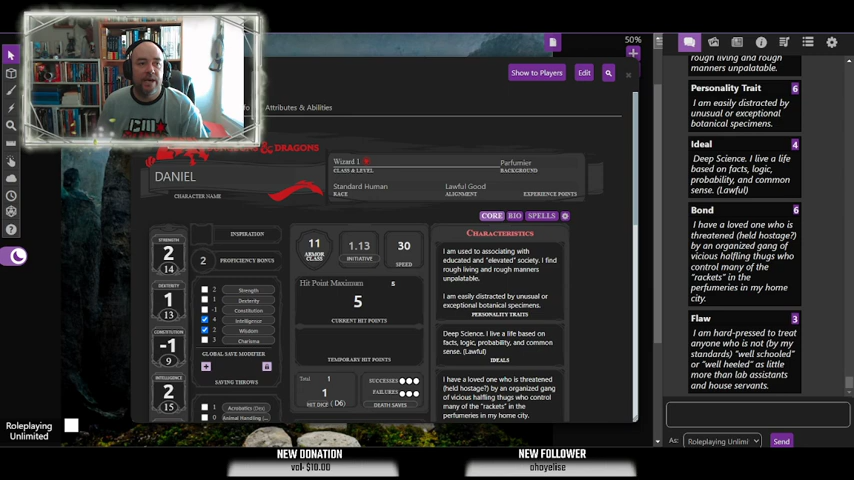 50%
Show to Players
Edit
Attributes & Abilities
DUNGEONS & DRAGONS
DANIEL
CHARACTER NAME
Wizard 1
CLASS & LEVEL
Parfumier
BACKGROUND
Standard Human
RACE
Lawful Good
ALIGNMENT
EXPERIENCE POINTS
CORE
BIO
SPELLS
STRENGTH
2
14
DEXTERITY
1
13
CONSTITUTION
-1
9
INTELLIGENCE
2
15
INSPIRATION
2
PROFICIENCY BONUS
2 Strength
1 Dexterity
-1 Constitution
4 Intelligence
2 Wisdom
3 Charisma
GLOBAL SAVE MODIFIER
SAVING THROWS
1 Acrobatics (Dex)
0 Animal Handling (...
11
ARMOR
CLASS
1.13
INITIATIVE
30
SPEED
Hit Point Maximum 5
5
CURRENT HIT POINTS
TEMPORARY HIT POINTS
Total 1
1
HIT DICE (D6)
SUCCESSES
FAILURES
DEATH SAVES
CHARACTERISTICS
I am used to associating with
educated and "elevated" society. I find
rough living and rough manners
unpalatable.
I am easily distracted by unusual or
exceptional botanical specimens.
PERSONALITY TRAITS
Deep Science. I live a life based on
facts, logic, probability, and common
sense. (Lawful)
IDEALS
I have a loved one who is threatened
(held hostage?) by an organized gang of
vicious halfling thugs who control
many of the "rackets" in the
perfumeries in my home city.
rough living and rough
manners unpalatable.
Personality Trait 6
I am easily distracted by
unusual or exceptional
botanical specimens.
Ideal 4
Deep Science. I live a life
based on facts, logic,
probability, and common
sense. (Lawful)
Bond 6
I have a loved one who is
threatened (held hostage?)
by an organized gang of
vicious halfling thugs who
control many of the
"rackets" in the
perfumeries in my home
city.
Flaw 3
I am hard-pressed to treat
anyone who is not (by my
standards) "well schooled"
or "well heeled" as little
more than lab assistants
and house servants.
As: Roleplaying Unlimi
Send
Roleplaying
Unlimited
NEW DONATION
vol- $10.00
NEW FOLLOWER
ohoyelise